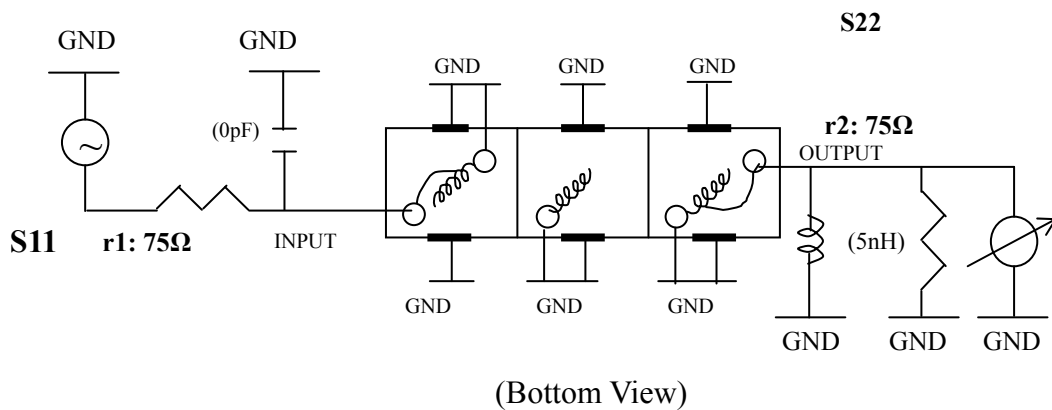 S22
GND
GND
GND
GND
GND
(0pF)
r2: 75Ω
OUTPUT
S11
r1: 75Ω
INPUT
(5nH)
GND
GND
GND
GND
GND
GND
(Bottom View)